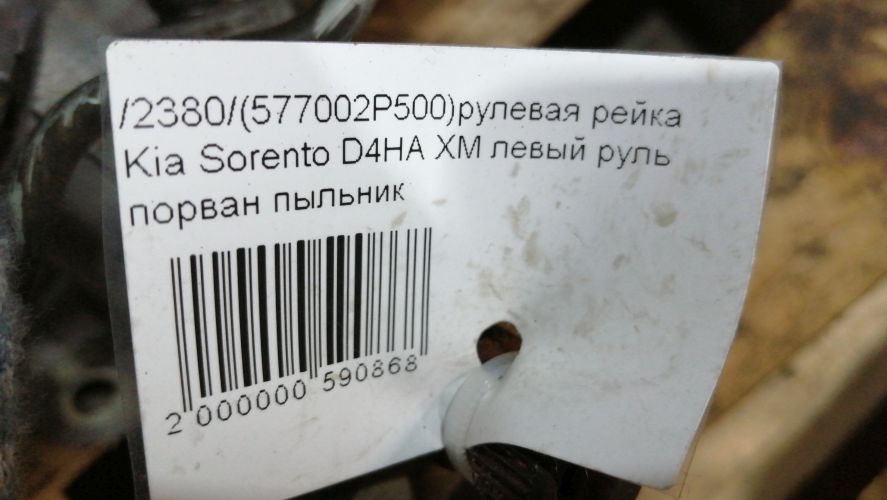 /2380/(577002P500)рулевая рейка
Kia Sorento D4HA XM левый руль
порван пыльник
2 000000 590868